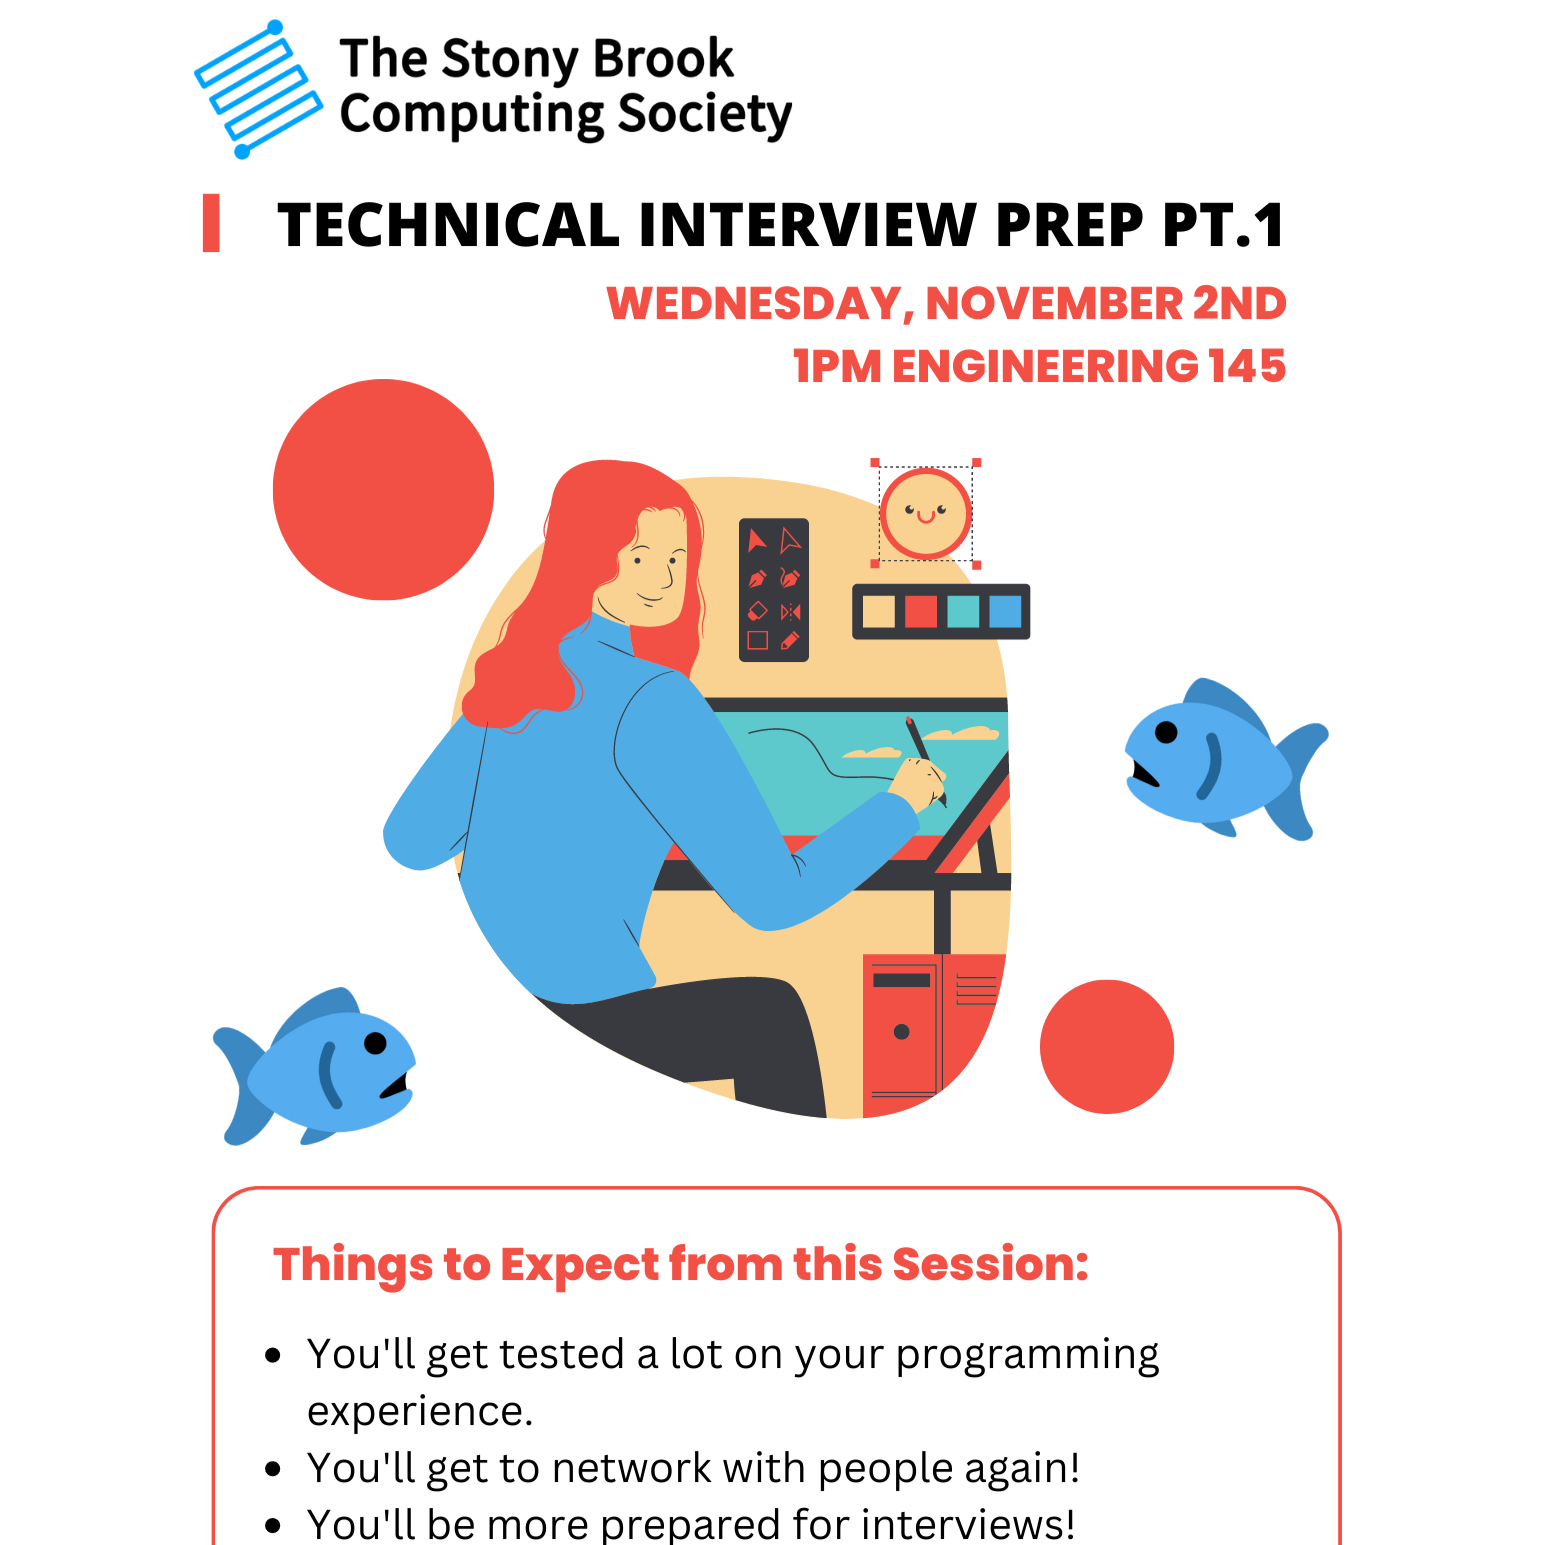 The Stony Brook
Computing Society
TECHNICAL INTERVIEW PREP PT.1
WEDNESDAY, NOVEMBER 2ND
1PM ENGINEERING 145
Things to Expect from this Session:
• You'll get tested a lot on your programming
experience.
• You'll get to network with people again!
• You'll be more prepared for interviews!